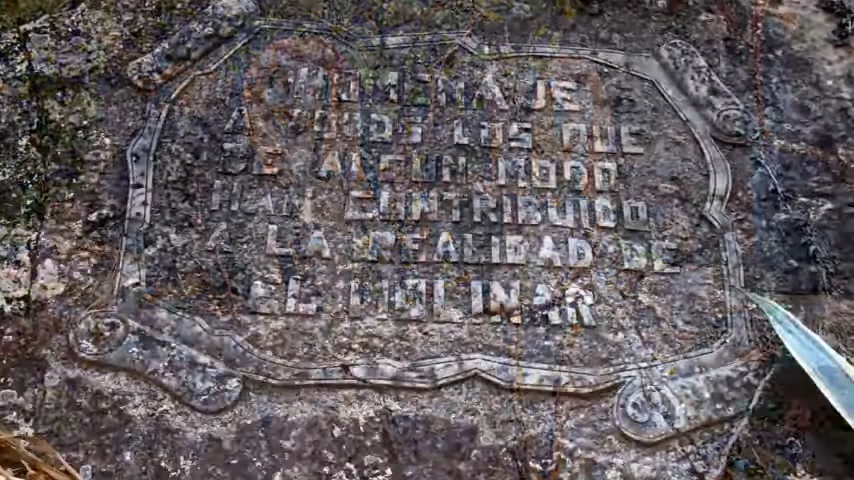 HOMENAJE
A TODOS LOS QUE
DE ALGUN MODO
HAN CONTRIBUIDO
A LA REALIDAD DE
EL MOLINAR